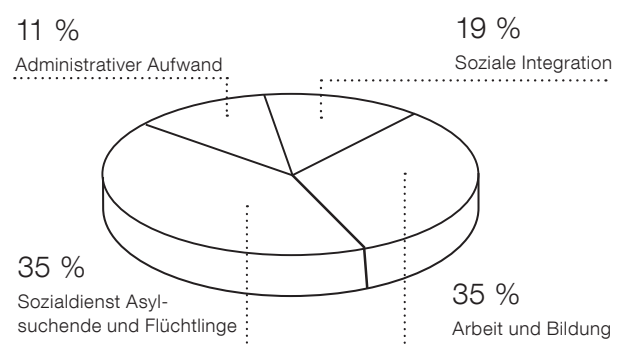 11 %
Administrativer Aufwand
19 %
Soziale Integration
35 %
Sozialdienst Asyl-
suchende und Flüchtlinge
35 %
Arbeit und Bildung